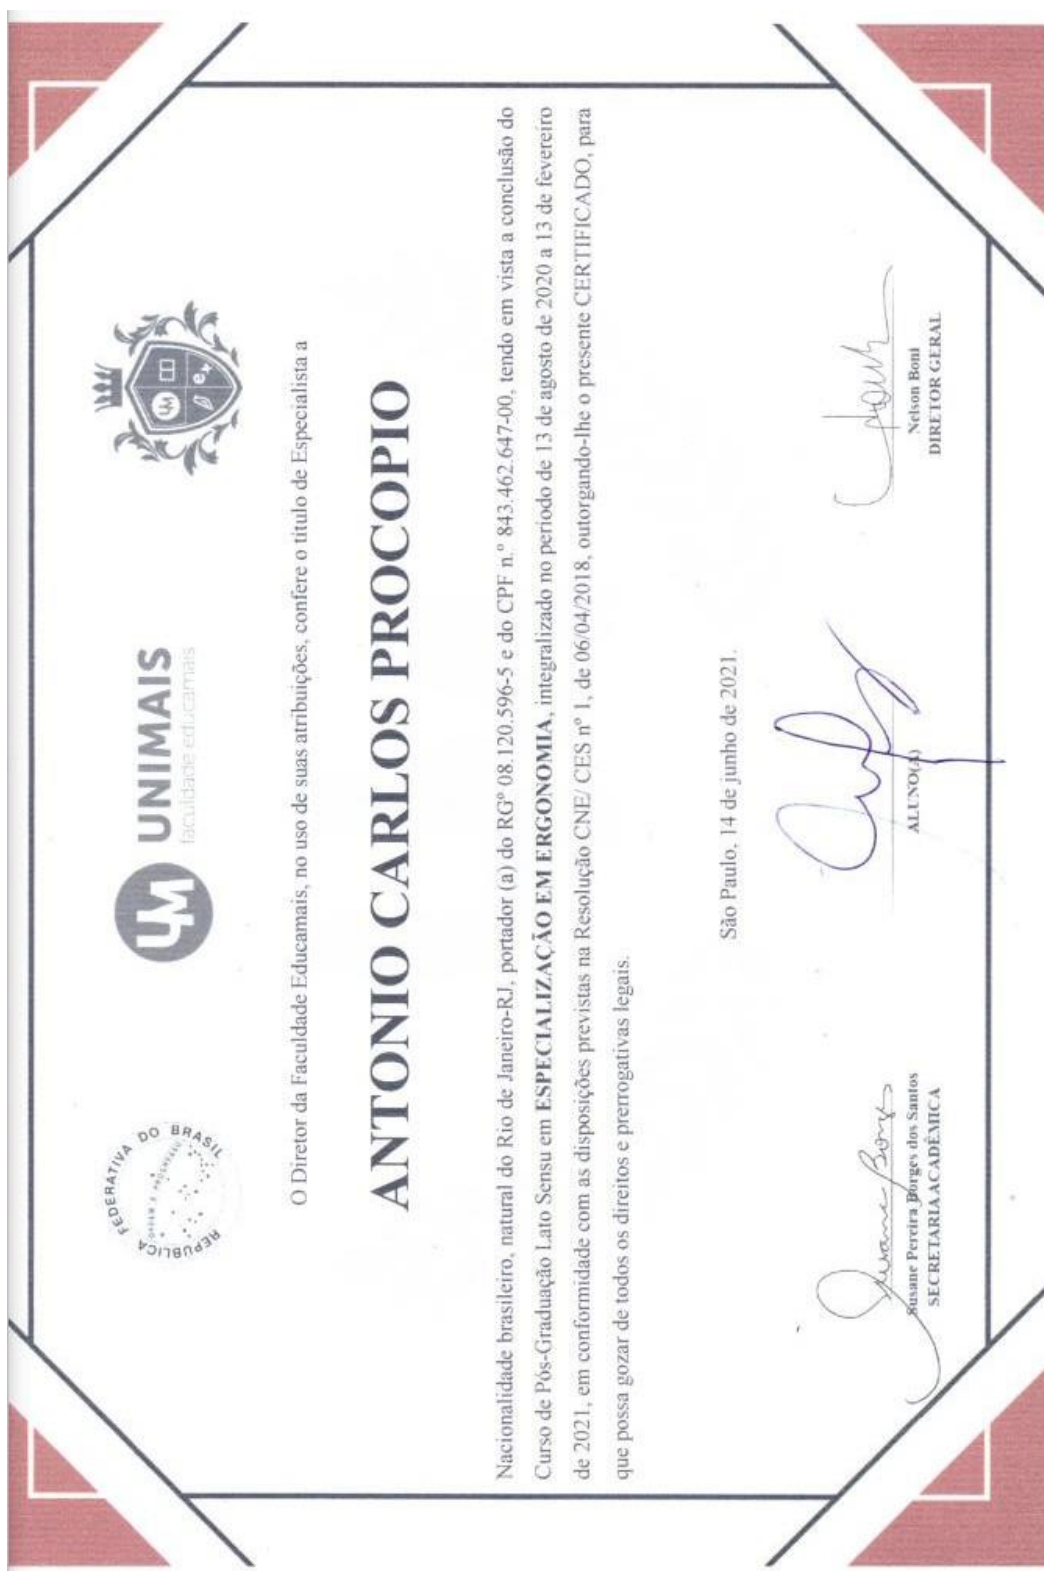 REPÚBLICA FEDERATIVA DO BRASIL
ORDEM E PROGRESSO
UM UNIMAIS
faculdade educamais
O Diretor da Faculdade Educamais, no uso de suas atribuições, confere o titulo de Especialista a
ANTONIO CARLOS PROCOPIO
Nacionalidade brasileiro, natural do Rio de Janeiro-RJ, portador (a) do RGº 08.120.596-5 e do CPF n.º 843.462.647-00, tendo em vista a conclusão do
Curso de Pós-Graduação Lato Sensu em ESPECIALIZAÇÃO EM ERGONOMIA, integralizado no periodo de 13 de agosto de 2020 a 13 de fevereiro
de 2021, em conformidade com as disposições previstas na Resolução CNE/ CES nº 1, de 06/04/2018, outorgando-lhe o presente CERTIFICADO, para
que possa gozar de todos os direitos e prerrogativas legais.
São Paulo, 14 de junho de 2021.
Susane Pereira Borges dos Santos
SECRETARIA ACADÊMICA
ALUNO(A)
Nelson Boni
DIRETOR GERAL